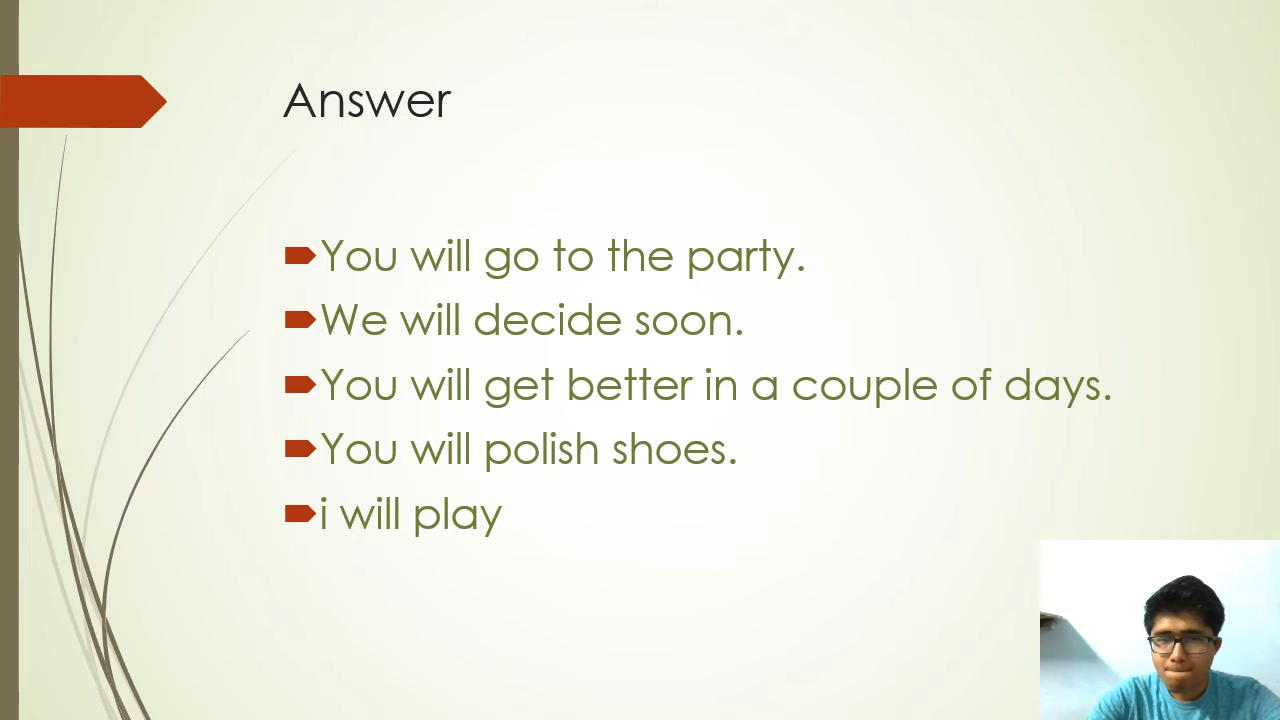 Answer
You will go to the party.
We will decide soon.
You will get better in a couple of days.
You will polish shoes.
i will play